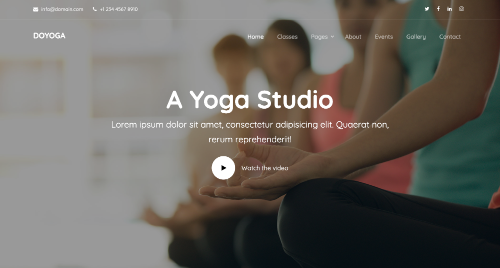 info@domain.com +1 234 4567 8910
DOYOGA
Home Classes Pages About Events Gallery Contact
A Yoga Studio
Lorem ipsum dolor sit amet, consectetur adipisicing elit. Quaerat non,
rerum reprehenderit!
Watch the video